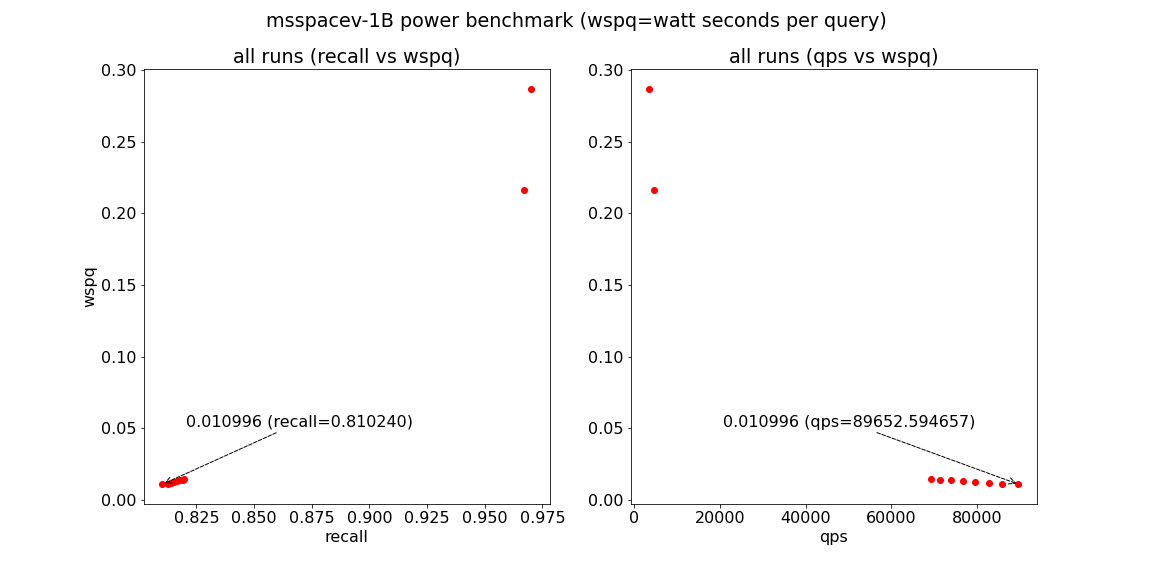 msspacev-1B power benchmark (wspq=watt seconds per query)
all runs (recall vs wspq)
0.30
0.25
0.20
0.15
0.10
0.05
0.00
wspq
0.010996 (recall=0.810240)
0.825 0.850 0.875 0.900 0.925 0.950 0.975
recall
all runs (qps vs wspq)
0.30
0.25
0.20
0.15
0.10
0.05
0.00
0.010996 (qps=89652.594657)
0 20000 40000 60000 80000
qps